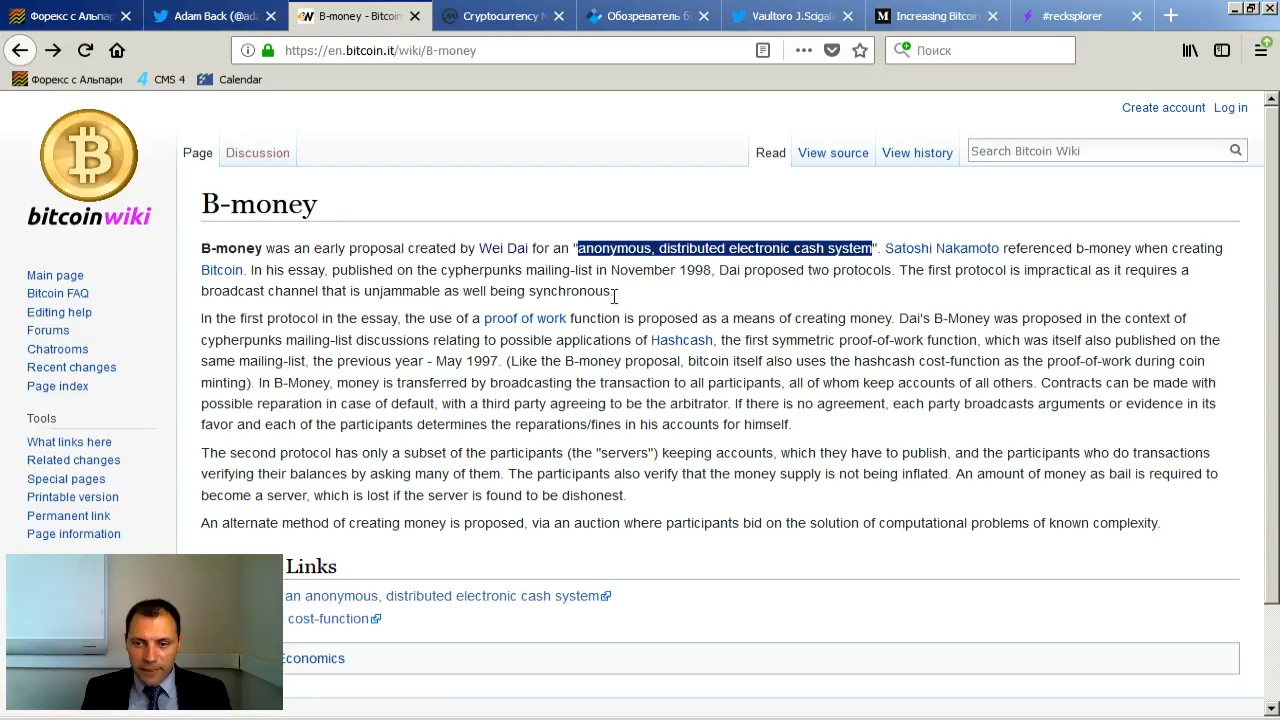 Форекс с Альпари
Adam Back (@ada
B-money - Bitcoin
Cryptocurrency M
Обозреватель б
Vaultoro J.Scigala
Increasing Bitcoin
#recksplorer
https://en.bitcoin.it/wiki/B-money
Поиск
Форекс с Альпари CMS 4 Calendar
Create account Log in
Page Discussion Read View source View history Search Bitcoin Wiki
bitcoinwiki
B-money
B-money was an early proposal created by Wei Dai for an "anonymous, distributed electronic cash system". Satoshi Nakamoto referenced b-money when creating
Bitcoin. In his essay, published on the cypherpunks mailing-list in November 1998, Dai proposed two protocols. The first protocol is impractical as it requires a
broadcast channel that is unjammable as well being synchronous.
In the first protocol in the essay, the use of a proof of work function is proposed as a means of creating money. Dai's B-Money was proposed in the context of
cypherpunks mailing-list discussions relating to possible applications of Hashcash, the first symmetric proof-of-work function, which was itself also published on the
same mailing-list, the previous year - May 1997. (Like the B-money proposal, bitcoin itself also uses the hashcash cost-function as the proof-of-work during coin
minting). In B-Money, money is transferred by broadcasting the transaction to all participants, all of whom keep accounts of all others. Contracts can be made with
possible reparation in case of default, with a third party agreeing to be the arbitrator. If there is no agreement, each party broadcasts arguments or evidence in its
favor and each of the participants determines the reparations/fines in his accounts for himself.
The second protocol has only a subset of the participants (the "servers") keeping accounts, which they have to publish, and the participants who do transactions
verifying their balances by asking many of them. The participants also verify that the money supply is not being inflated. An amount of money as bail is required to
become a server, which is lost if the server is found to be dishonest.
An alternate method of creating money is proposed, via an auction where participants bid on the solution of computational problems of known complexity.
Links
an anonymous, distributed electronic cash system
cost-function
Economics
Main page
Bitcoin FAQ
Editing help
Forums
Chatrooms
Recent changes
Page index
Tools
What links here
Related changes
Special pages
Printable version
Permanent link
Page information